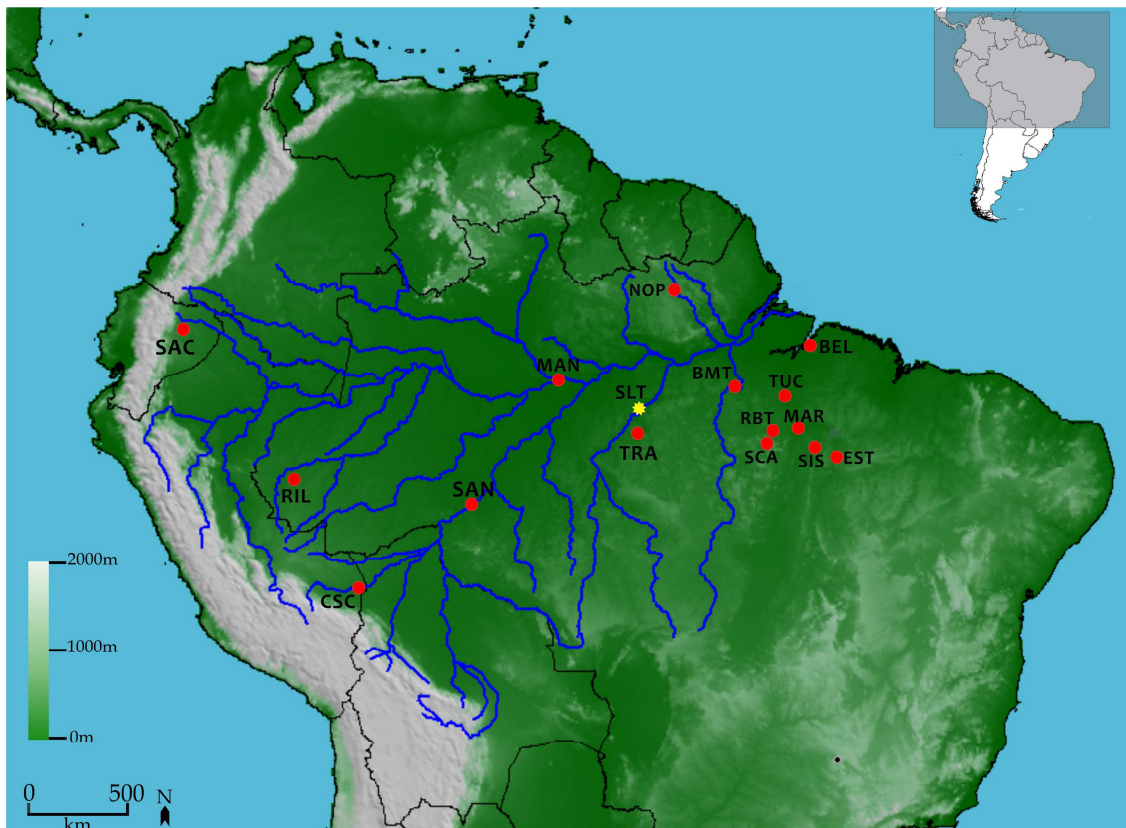 NOP
SAC
BEL
MAN
BMT
TUC
SLT
RBT
MAR
TRA
SCA
SIS
EST
RIL
SAN
CSC
2000m
1000m
0m
0
500
N
km